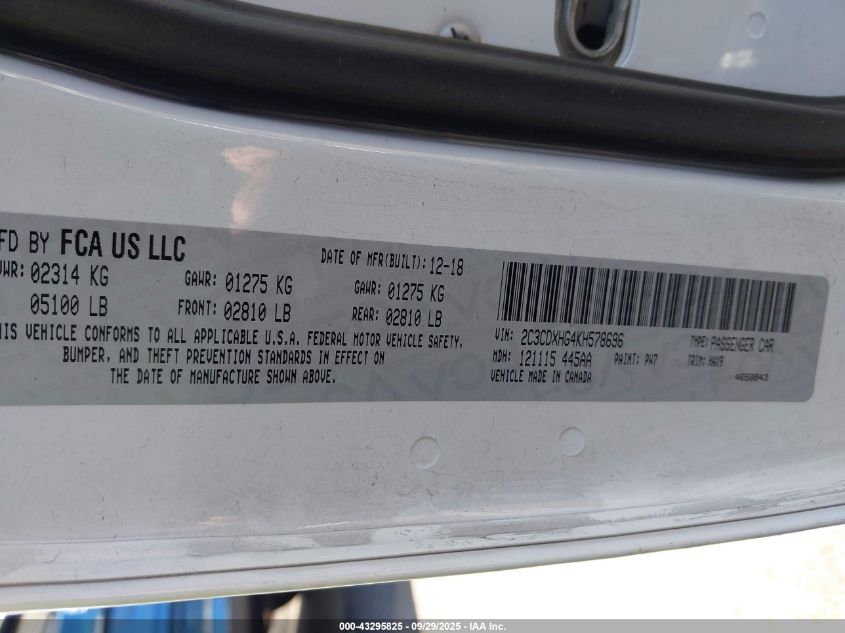 FD BY FCA US LLC
DATE OF MFR(BUILT): 12-18
WR: 02314 KG
GAWR: 01275 KG
GAWR: 01275 KG
05100 LB
FRONT: 02810 LB
REAR: 02810 LB
HIS VEHICLE CONFORMS TO ALL APPLICABLE U.S.A. FEDERAL MOTOR VEHICLE SAFETY,
BUMPER, AND THEFT PREVENTION STANDARDS IN EFFECT ON
THE DATE OF MANUFACTURE SHOWN ABOVE.
VIN: 2C3CDXHG4KH578696
TYPE: PASSENGER CAR
MDH: 121115 445AA
PAINT: PW7
TRIM: HAX9
VEHICLE MADE IN CANADA
4658843
000-43295825 - 09/29/2025 - IAA Inc.